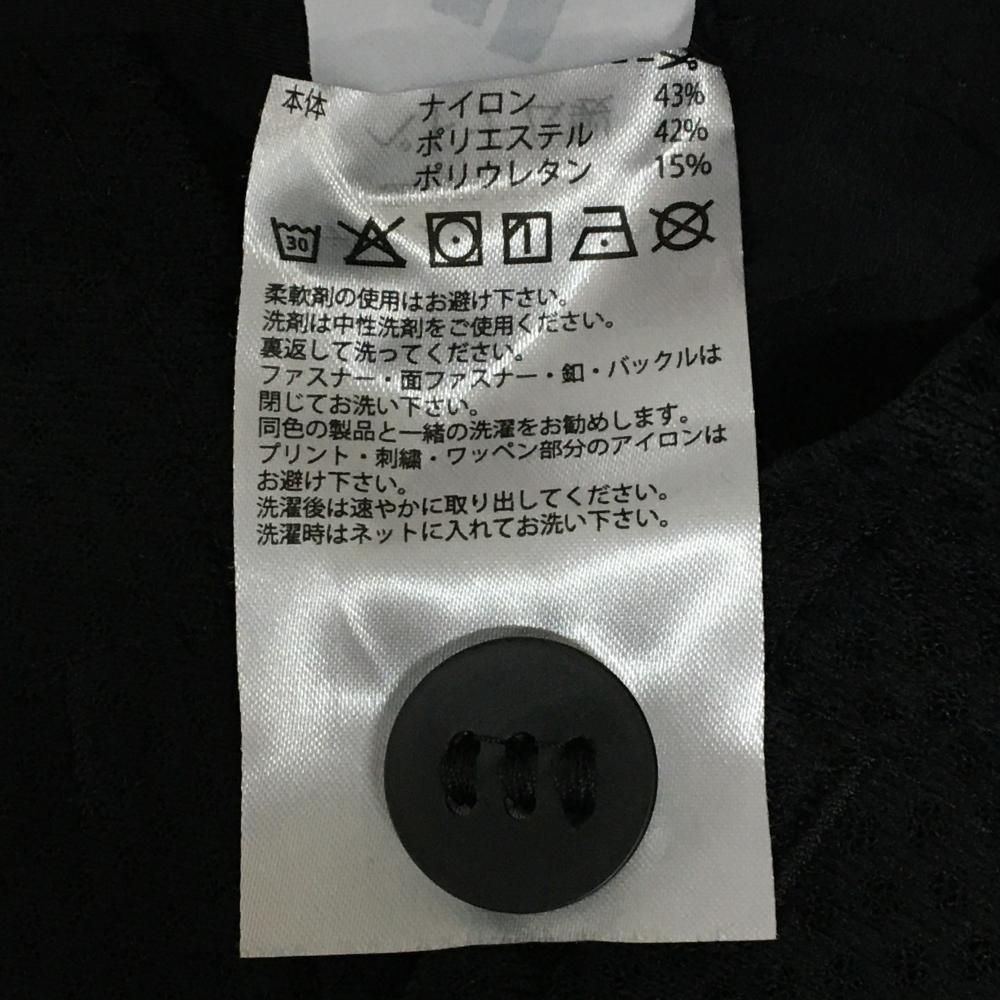 本体 ナイロン 43%
ポリエステル 42%
ポリウレタン 15%
30
柔軟剤の使用はお避け下さい。
洗剤は中性洗剤をご使用ください。
裏返して洗ってください。
ファスナー・面ファスナー・釦・バックルは
閉じてお洗い下さい。
同色の製品と一緒の洗濯をお勧めします。
プリント・刺繍・ワッペン部分のアイロンは
お避け下さい。
洗濯後は速やかに取り出してください。
洗濯時はネットに入れてお洗い下さい。